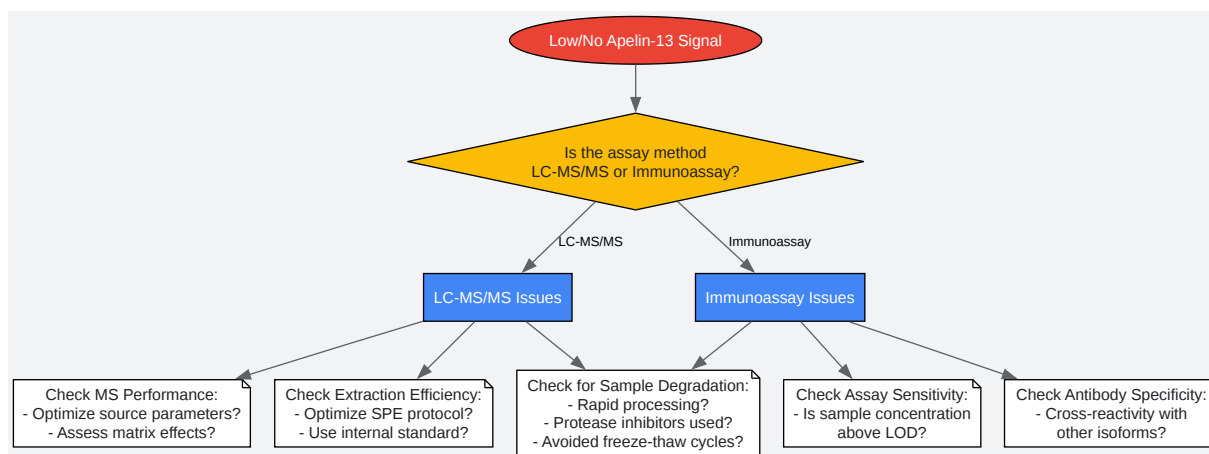 Low/No Apelin-13 Signal
Is the assay method
LC-MS/MS or Immunoassay?
LC-MS/MS
Immunoassay
LC-MS/MS Issues
Immunoassay Issues
Check MS Performance:
- Optimize source parameters?
- Assess matrix effects?
Check Extraction Efficiency:
- Optimize SPE protocol?
- Use internal standard?
Check for Sample Degradation:
- Rapid processing?
- Protease inhibitors used?
- Avoided freeze-thaw cycles?
Check Assay Sensitivity:
- Is sample concentration
above LOD?
Check Antibody Specificity:
- Cross-reactivity with
other isoforms?